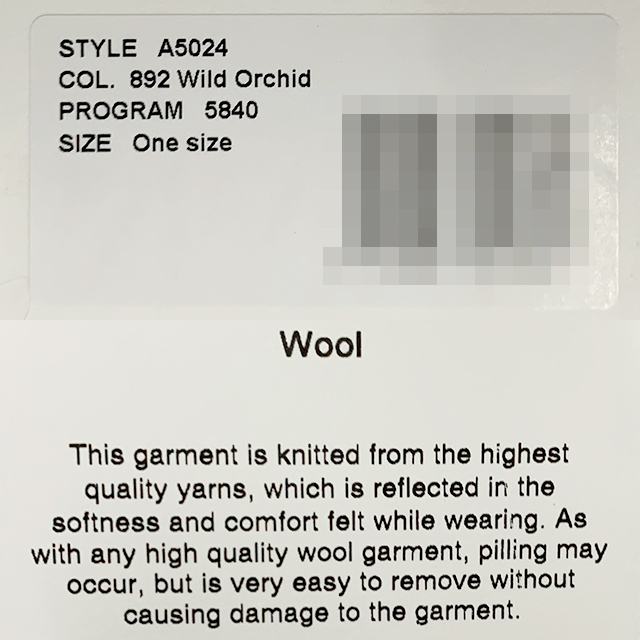 STYLE A5024
COL. 892 Wild Orchid
PROGRAM 5840
SIZE One size
Wool
This garment is knitted from the highest
quality yarns, which is reflected in the
softness and comfort felt while wearing. As
with any high quality wool garment, pilling may
occur, but is very easy to remove without
causing damage to the garment.